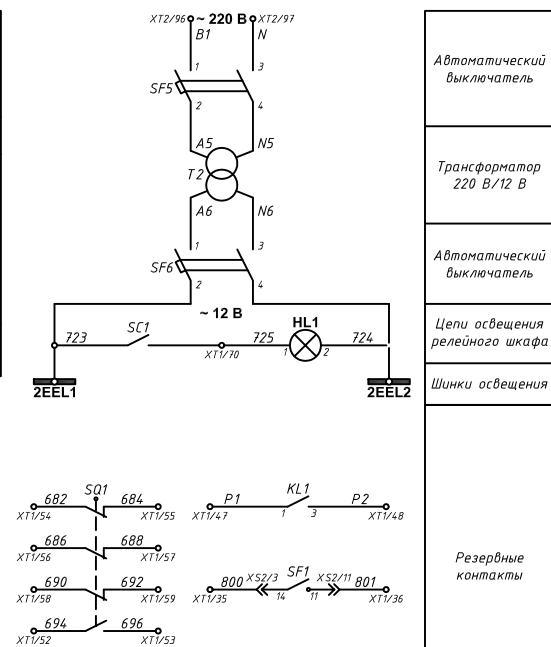 XT2/96 ~ 220 В XT2/97
B1 N
1 3
SF5
2 4
A5 N5
T2
A6 N6
1 3
SF6
2 4
~ 12 В
723 SC1 725 HL1 724
XT1/70 1 2
2EEL1 2EEL2
Автоматический
выключатель
Трансформатор
220 В/12 В
Автоматический
выключатель
Цепи освещения
релейного шкафа
Шинки освещения
682 SQ1 684
XT1/54 XT1/55
686 688
XT1/56 XT1/57
690 692
XT1/58 XT1/59
694 696
XT1/52 XT1/53
P1 KL1 P2
XT1/47 1 3 XT1/48
800 XS2/3 SF1 XS2/11 801
XT1/35 14 11 XT1/36
Резервные
контакты